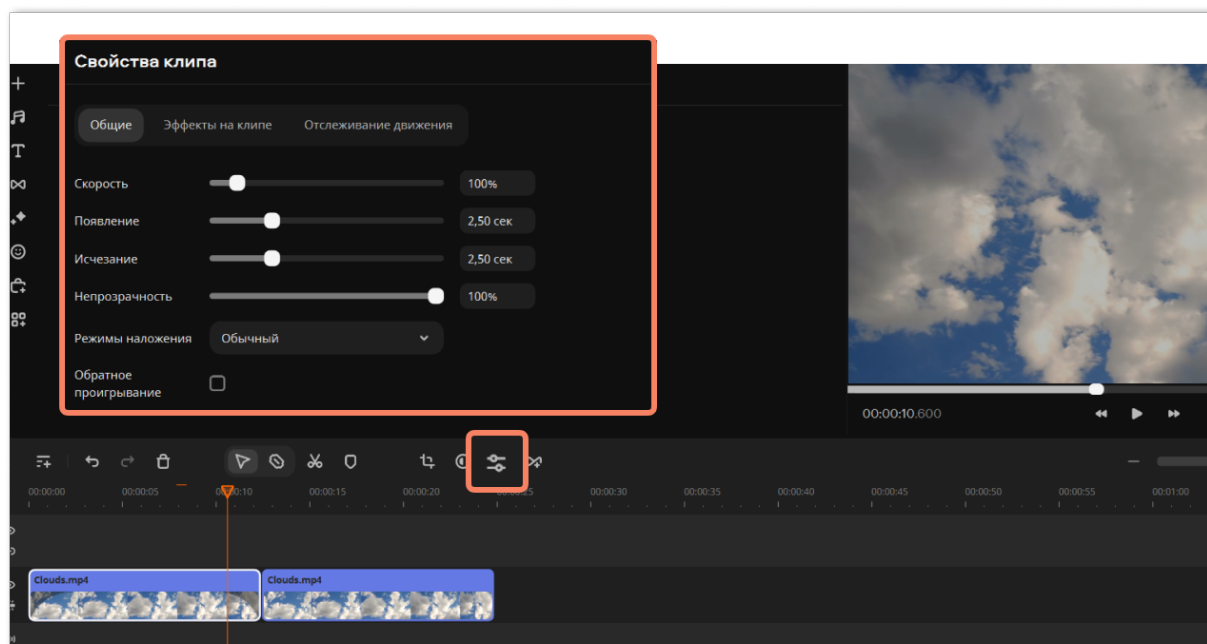 Свойства клипа
Общие Эффекты на клипе Отслеживание движения
Скорость 100%
Появление 2,50 сек
Исчезание 2,50 сек
Непрозрачность 100%
Режимы наложения Обычный
Обратное
проигрывание
00:00:10.600
00:00:00 00:00:05 00:00:10 00:00:15 00:00:20 00:00:25 00:00:30 00:00:35 00:00:40 00:00:45 00:00:50 00:00:55 00:01:00
Clouds.mp4 Clouds.mp4